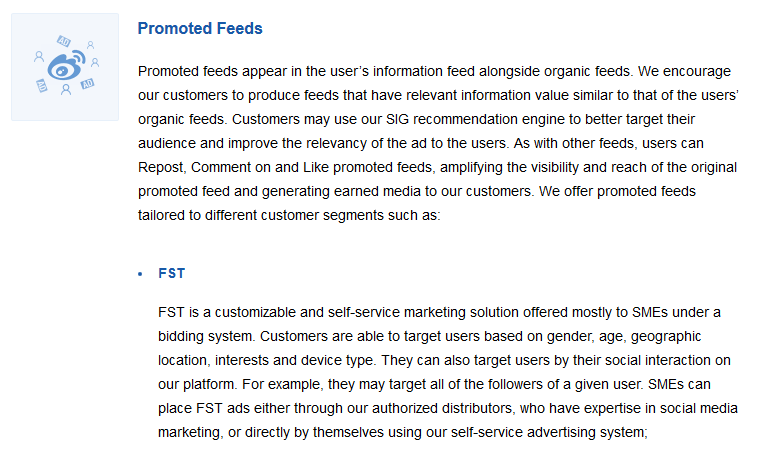 AD
AD
Promoted Feeds
Promoted feeds appear in the user’s information feed alongside organic feeds. We encourage
our customers to produce feeds that have relevant information value similar to that of the users’
organic feeds. Customers may use our SIG recommendation engine to better target their
audience and improve the relevancy of the ad to the users. As with other feeds, users can
Repost, Comment on and Like promoted feeds, amplifying the visibility and reach of the original
promoted feed and generating earned media to our customers. We offer promoted feeds
tailored to different customer segments such as:
• FST
FST is a customizable and self-service marketing solution offered mostly to SMEs under a
bidding system. Customers are able to target users based on gender, age, geographic
location, interests and device type. They can also target users by their social interaction on
our platform. For example, they may target all of the followers of a given user. SMEs can
place FST ads either through our authorized distributors, who have expertise in social media
marketing, or directly by themselves using our self-service advertising system;